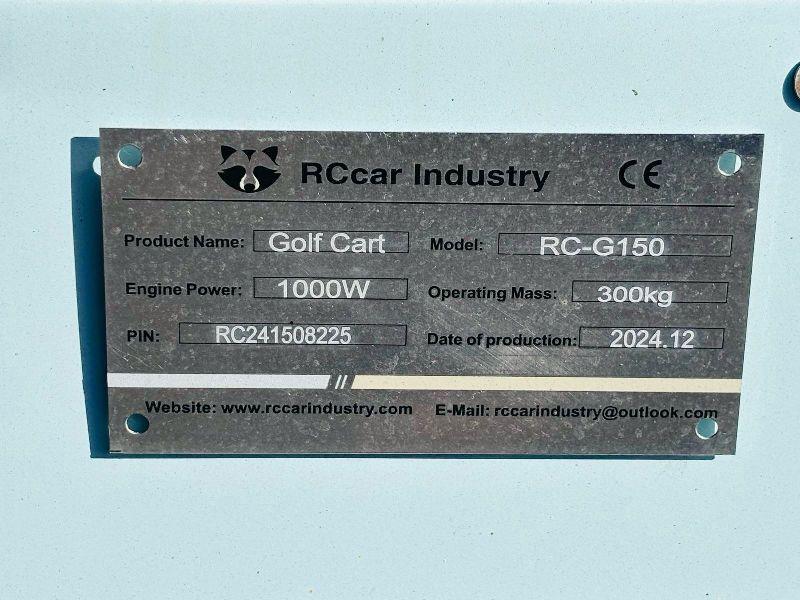 RCcar Industry CE
Product Name: Golf Cart Model: RC-G150
Engine Power: 1000W Operating Mass: 300kg
PIN: RC241508225 Date of production: 2024.12
Website: www.rccarindustry.com E-Mail: rccarindustry@outlook.com